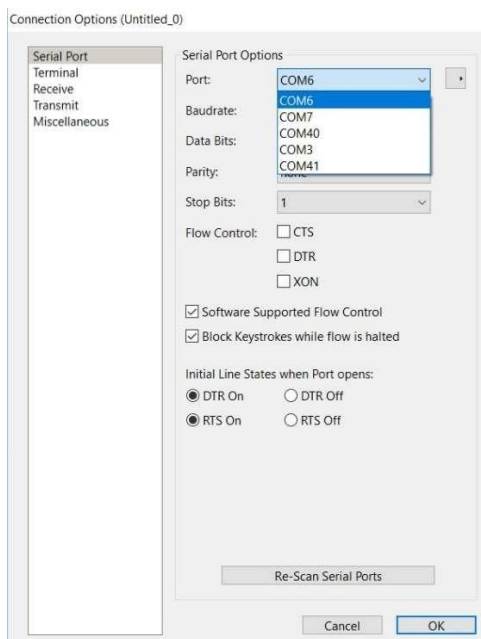 Connection Options (Untitled_0)
Serial Port
Terminal
Receive
Transmit
Miscellaneous
Serial Port Options
Port: COM6
COM6
COM7
COM40
COM3
COM41
Baudrate:
Data Bits:
Parity:
Stop Bits: 1
Flow Control: CTS
DTR
XON
Software Supported Flow Control
Block Keystrokes while flow is halted
Initial Line States when Port opens:
DTR On DTR Off
RTS On RTS Off
Re-Scan Serial Ports
Cancel OK